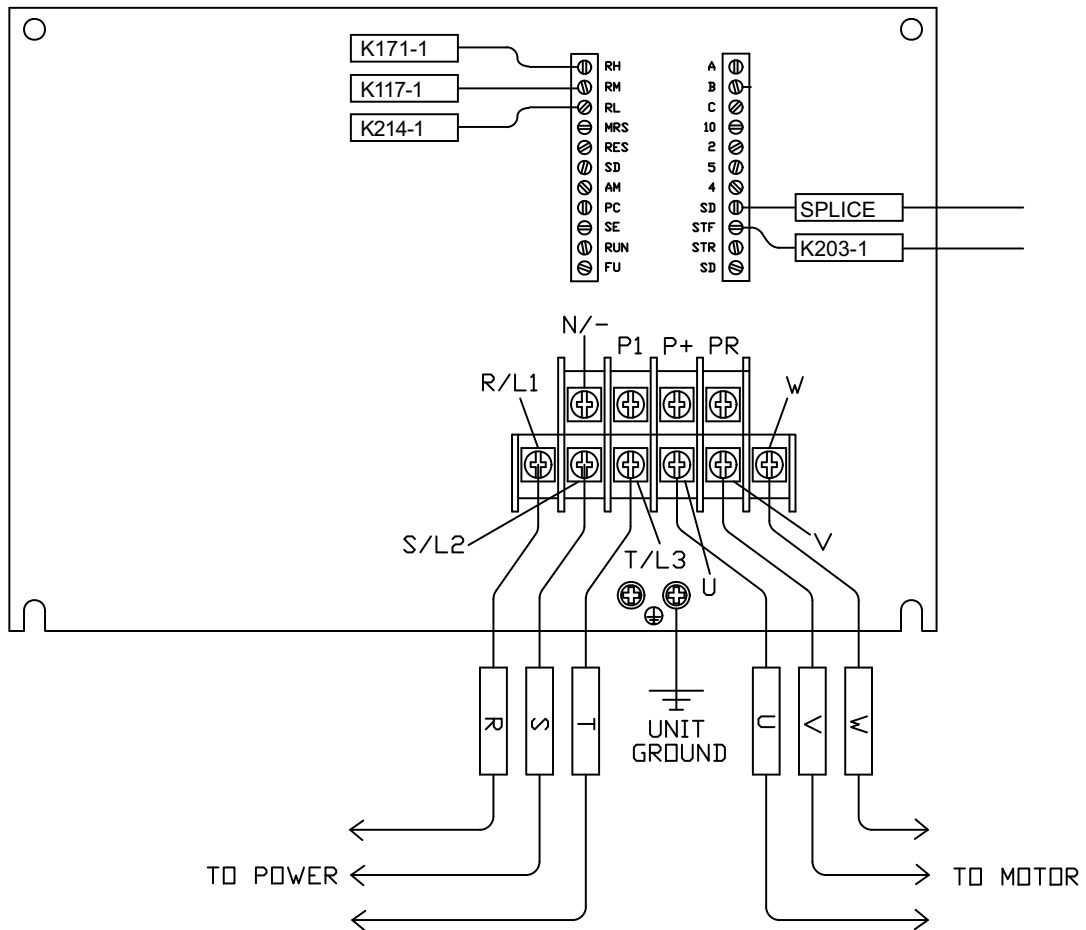 K171-1
K117-1
K214-1
RH
RM
RL
MRS
RES
SD
AM
PC
SE
RUN
FU
A
B
C
10
2
5
4
SD
STF
STR
SD
SPLICE
K203-1
N/-
P1 P+ PR
R/L1
W
S/L2
T/L3
U
V
R
S
T
U
V
W
UNIT
GROUND
TO POWER
TO MOTOR